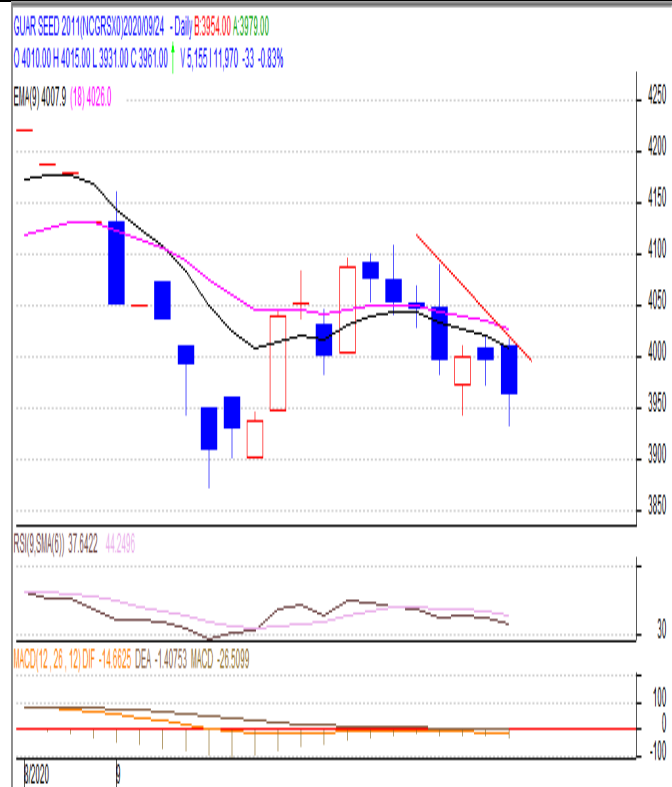 GUAR SEED 2011(NCGRSX0)2020/09/24 - Daily B:3954.00 A:3979.00
O 4010.00 H 4015.00 L 3931.00 C 3961.00 V 5,155 I 11,970 -33 -0.83%
EMA(9) 4007.9 (18) 4026.0
4250
4200
4150
4100
4050
4000
3950
3900
3850
RSI(9,SMA(6)) 37.6422 44.2496
30
MACD(12 , 26 , 12) DIF -14.6625 DEA -1.40753 MACD -26.5099
100
0
-100
8/2020 9